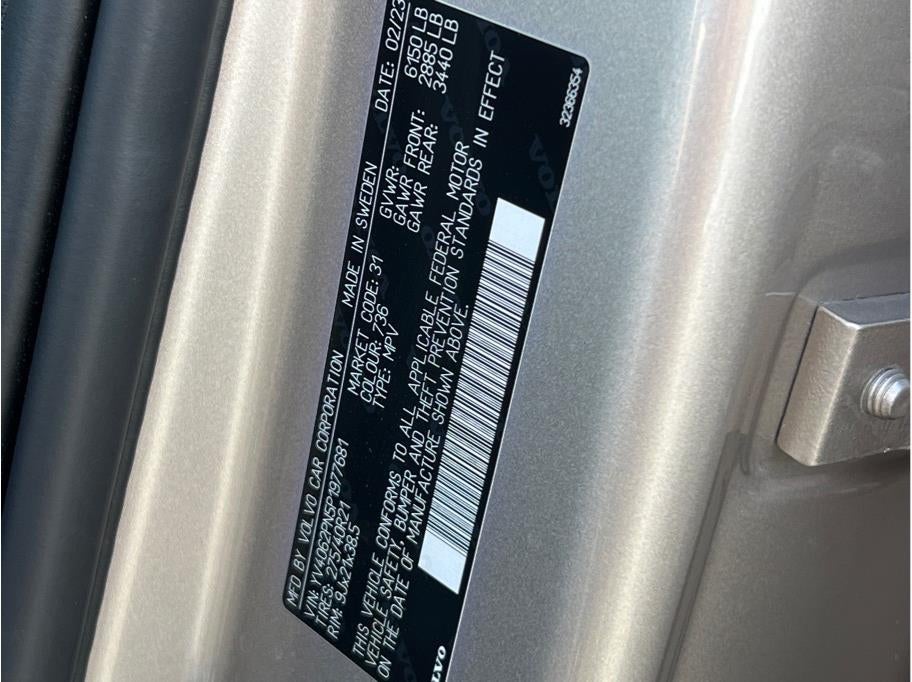 MFD BY VOLVO CAR CORPORATION MADE IN SWEDEN DATE: 02/23
VIN: YV4062PN5P1977681 MARKET CODE: 31 GVWR: 6150 LB
TIRES: 275/40R21 COLOUR: 736 GAWR FRONT: 2885 LB
RIM: 9Jx21x38.5 TYPE: MPV GAWR REAR: 3440 LB
THIS VEHICLE CONFORMS TO ALL APPLICABLE FEDERAL MOTOR
VEHICLE SAFETY, BUMPER AND THEFT PREVENTION STANDARDS IN EFFECT
ON THE DATE OF MANUFACTURE SHOWN ABOVE.
LVO
32366354